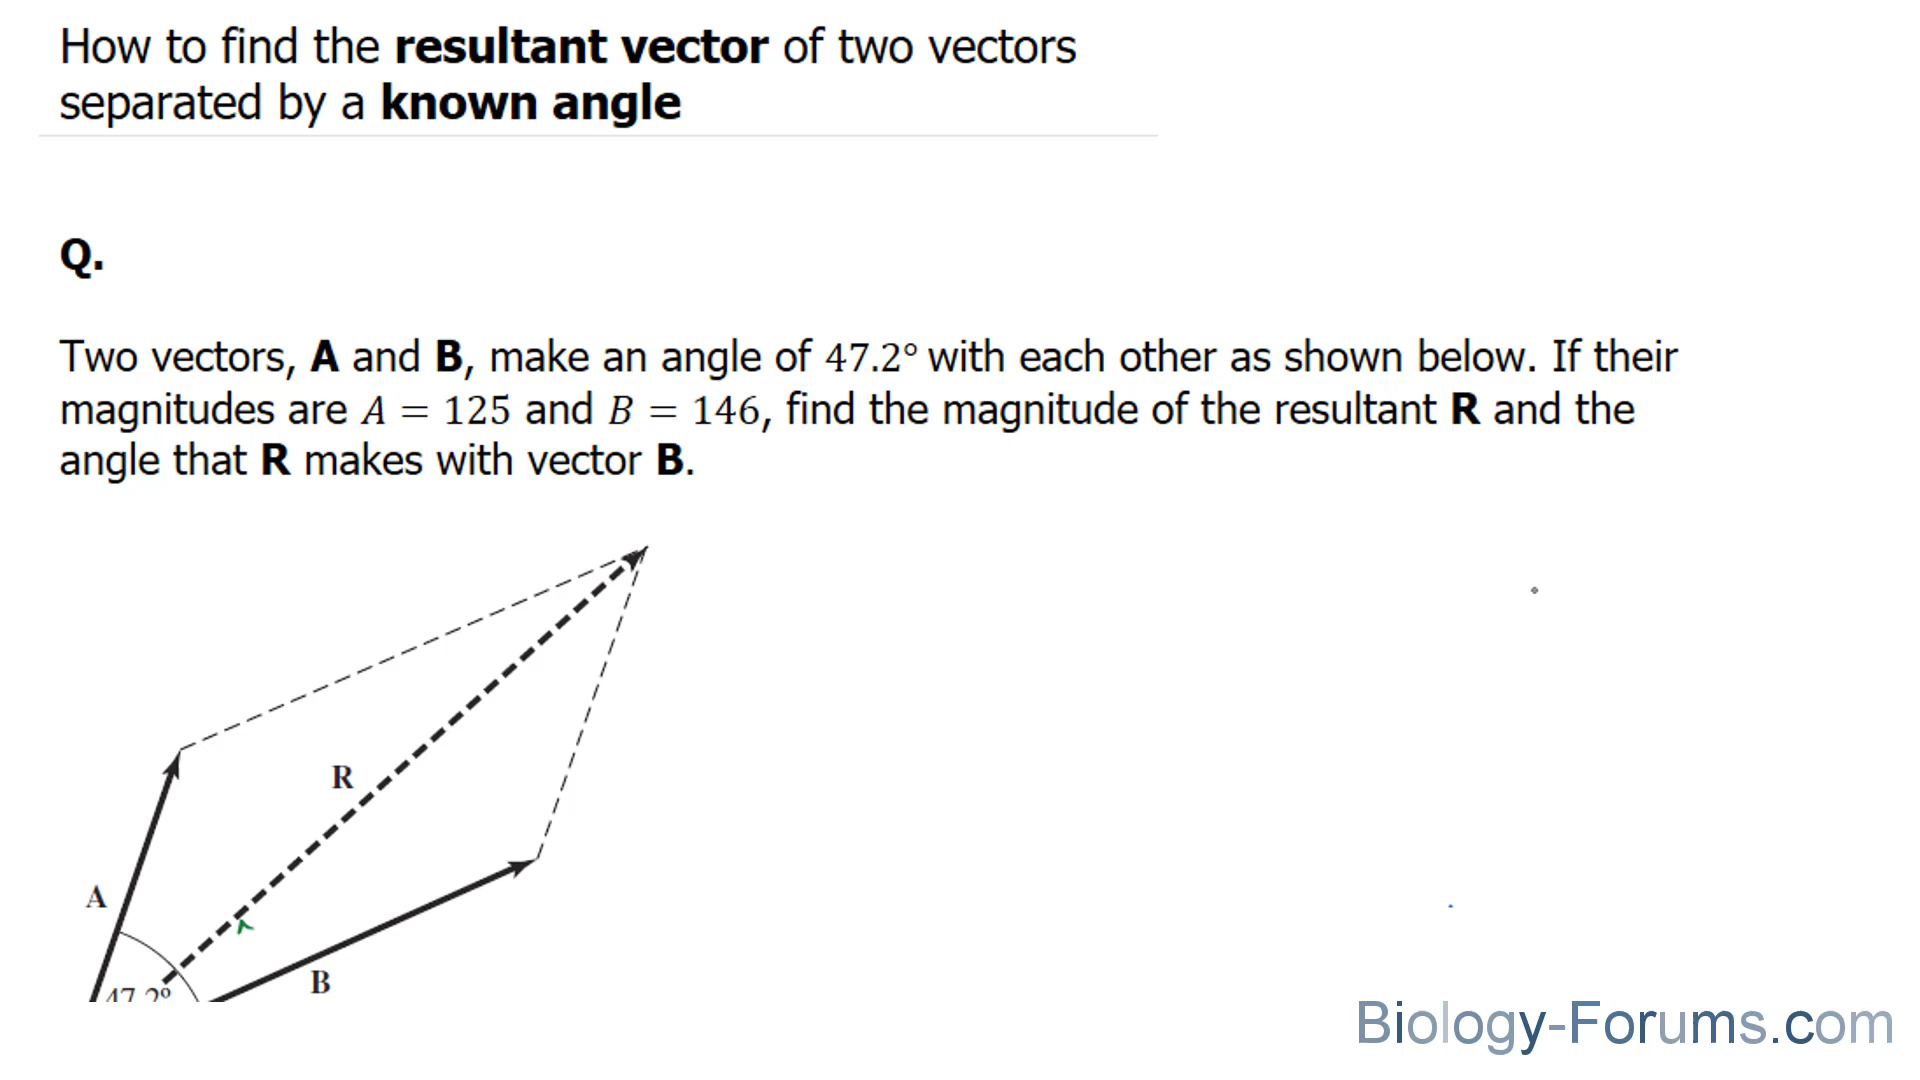 How to find the resultant vector of two vectors
separated by a known angle
Q.
Two vectors, A and B, make an angle of 47.2° with each other as shown below. If their
magnitudes are A = 125 and B = 146, find the magnitude of the resultant R and the
angle that R makes with vector B.
R
A
B
47.2°
Biology-Forums.com